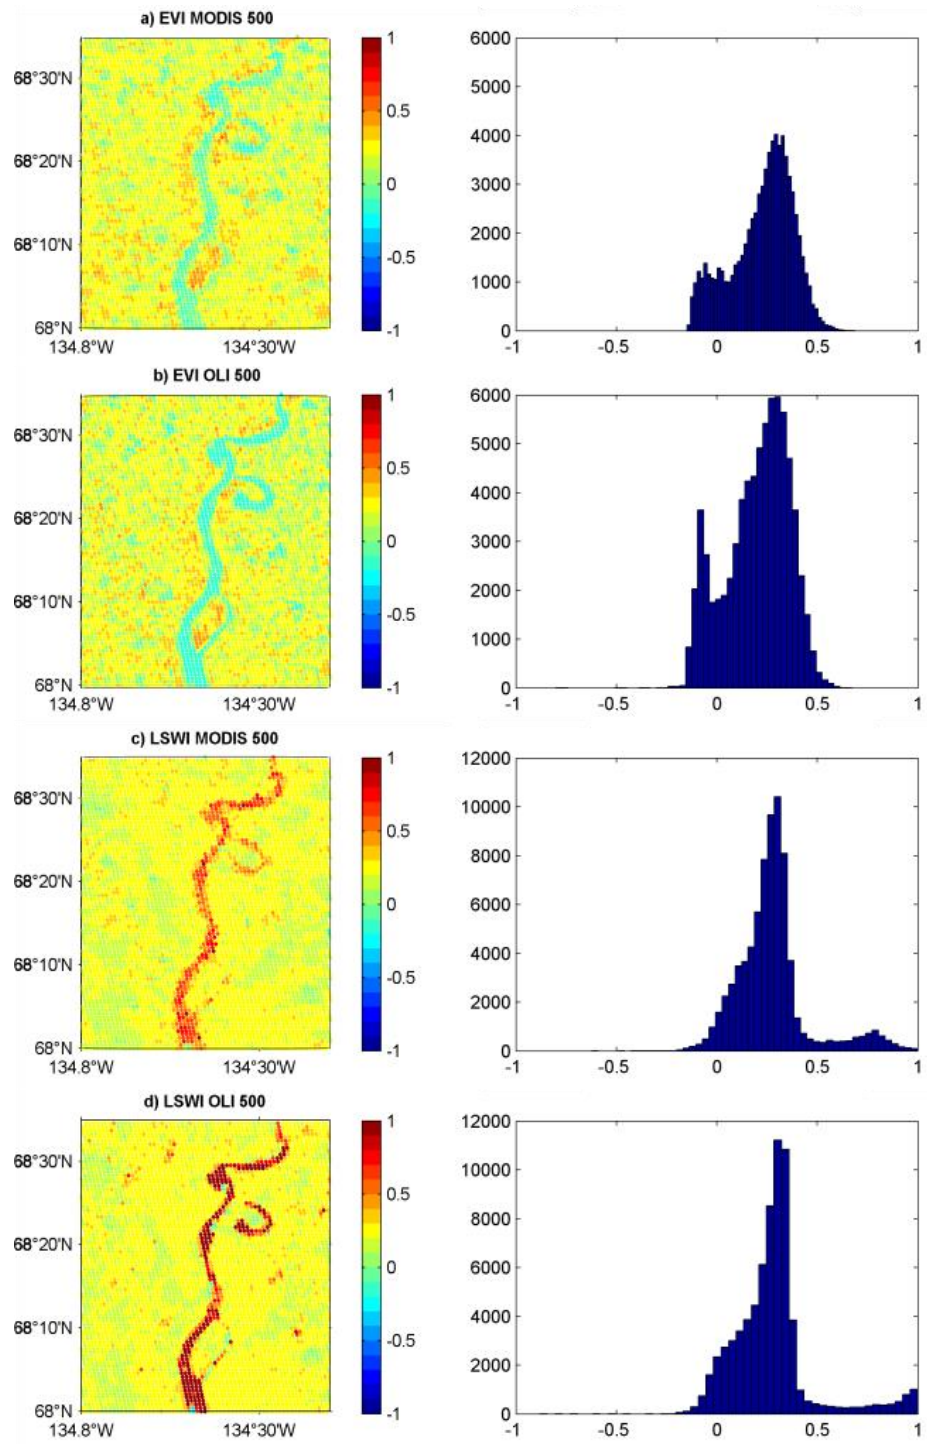 a) EVI MODIS 500
68°30'N
68°20'N
68°10'N
68°N
134.8°W 134°30'W
1
0.5
0
-0.5
-1
6000
5000
4000
3000
2000
1000
0
-1 -0.5 0 0.5 1
b) EVI OLI 500
68°30'N
68°20'N
68°10'N
68°N
134.8°W 134°30'W
1
0.5
0
-0.5
-1
6000
5000
4000
3000
2000
1000
0
-1 -0.5 0 0.5 1
c) LSWI MODIS 500
68°30'N
68°20'N
68°10'N
68°N
134.8°W 134°30'W
1
0.5
0
-0.5
-1
12000
10000
8000
6000
4000
2000
0
-1 -0.5 0 0.5 1
d) LSWI OLI 500
68°30'N
68°20'N
68°10'N
68°N
134.8°W 134°30'W
1
0.5
0
-0.5
-1
12000
10000
8000
6000
4000
2000
0
-1 -0.5 0 0.5 1